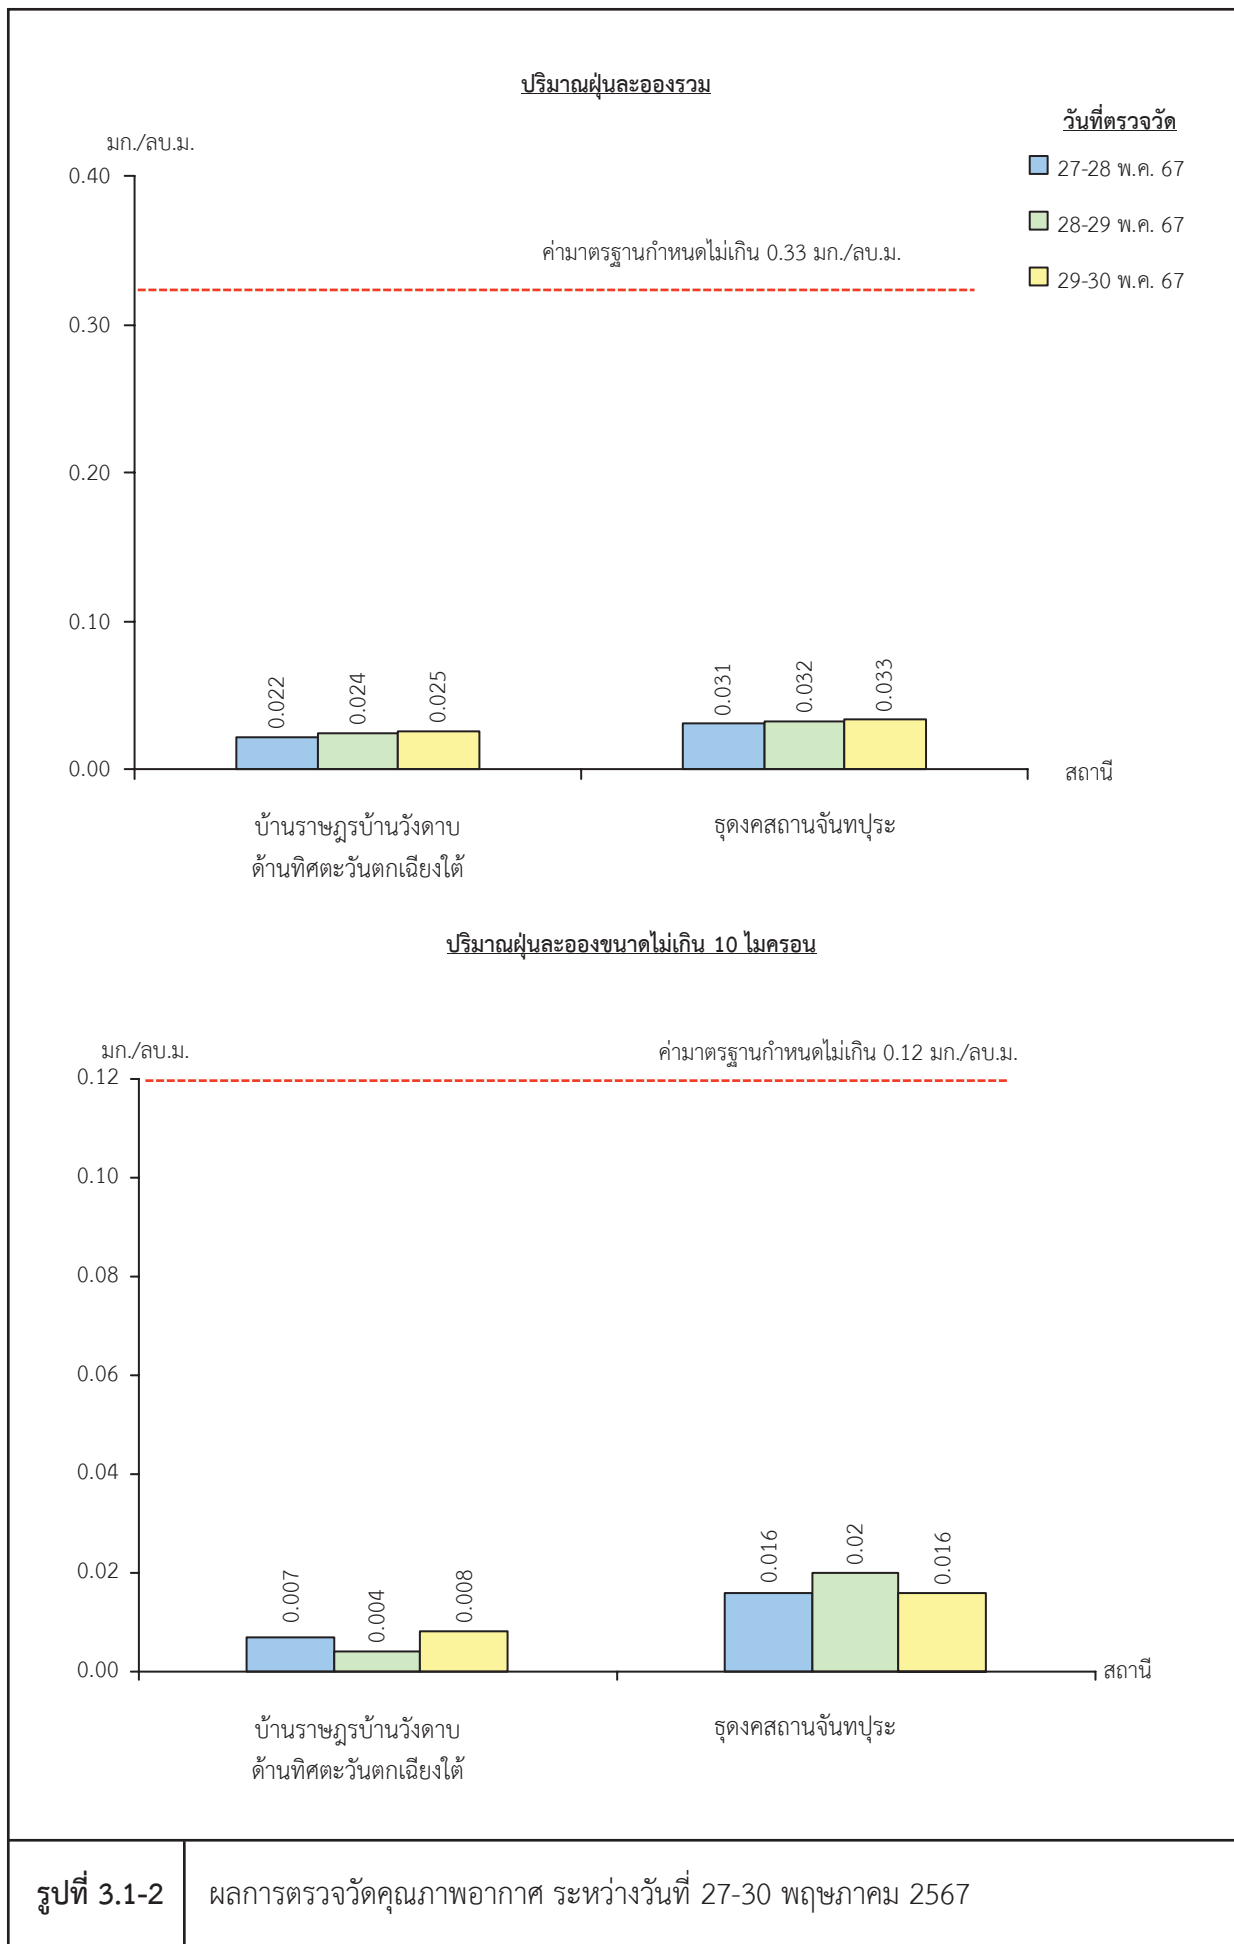 ปริมาณฝุ่นละอองรวม
วันที่ตรวจวัด
27-28 พ.ค. 67
28-29 พ.ค. 67
29-30 พ.ค. 67
มก./ลบ.ม.
0.40
ค่ามาตรฐานกำหนดไม่เกิน 0.33 มก./ลบ.ม.
0.30
0.20
0.10
0.00
0.022
0.024
0.025
0.031
0.032
0.033
สถานี
บ้านราษฎรบ้านวังดาบ
ด้านทิศตะวันตกเฉียงใต้
ธุดงคสถานจันทปุระ
ปริมาณฝุ่นละอองขนาดไม่เกิน 10 ไมครอน
มก./ลบ.ม.
ค่ามาตรฐานกำหนดไม่เกิน 0.12 มก./ลบ.ม.
0.12
0.10
0.08
0.06
0.04
0.02
0.00
0.007
0.004
0.008
0.016
0.02
0.016
สถานี
บ้านราษฎรบ้านวังดาบ
ด้านทิศตะวันตกเฉียงใต้
ธุดงคสถานจันทปุระ
รูปที่ 3.1-2
ผลการตรวจวัดคุณภาพอากาศ ระหว่างวันที่ 27-30 พฤษภาคม 2567